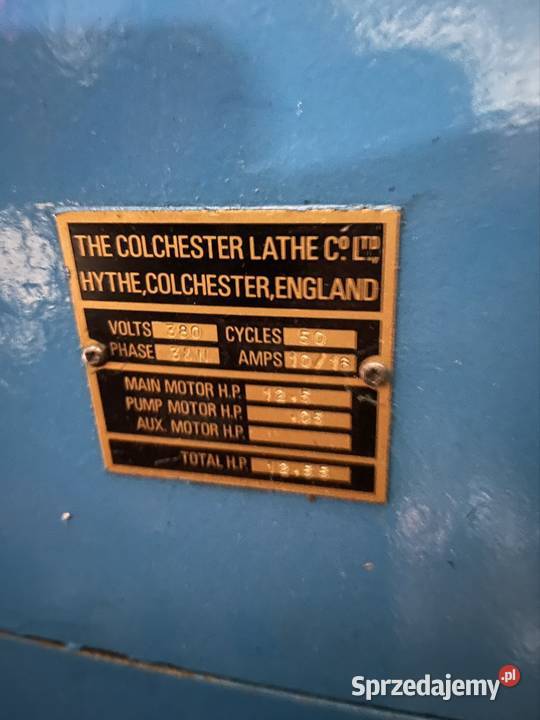 THE COLCHESTER LATHE Cº LTD
HYTHE, COLCHESTER, ENGLAND
VOLTS 380 CYCLES 50
PHASE AMPS 10/16
MAIN MOTOR H.P. 12.5
PUMP MOTOR H.P. .05
AUX. MOTOR H.P.
TOTAL H.P. 12.55
Sprzedajemy.pl